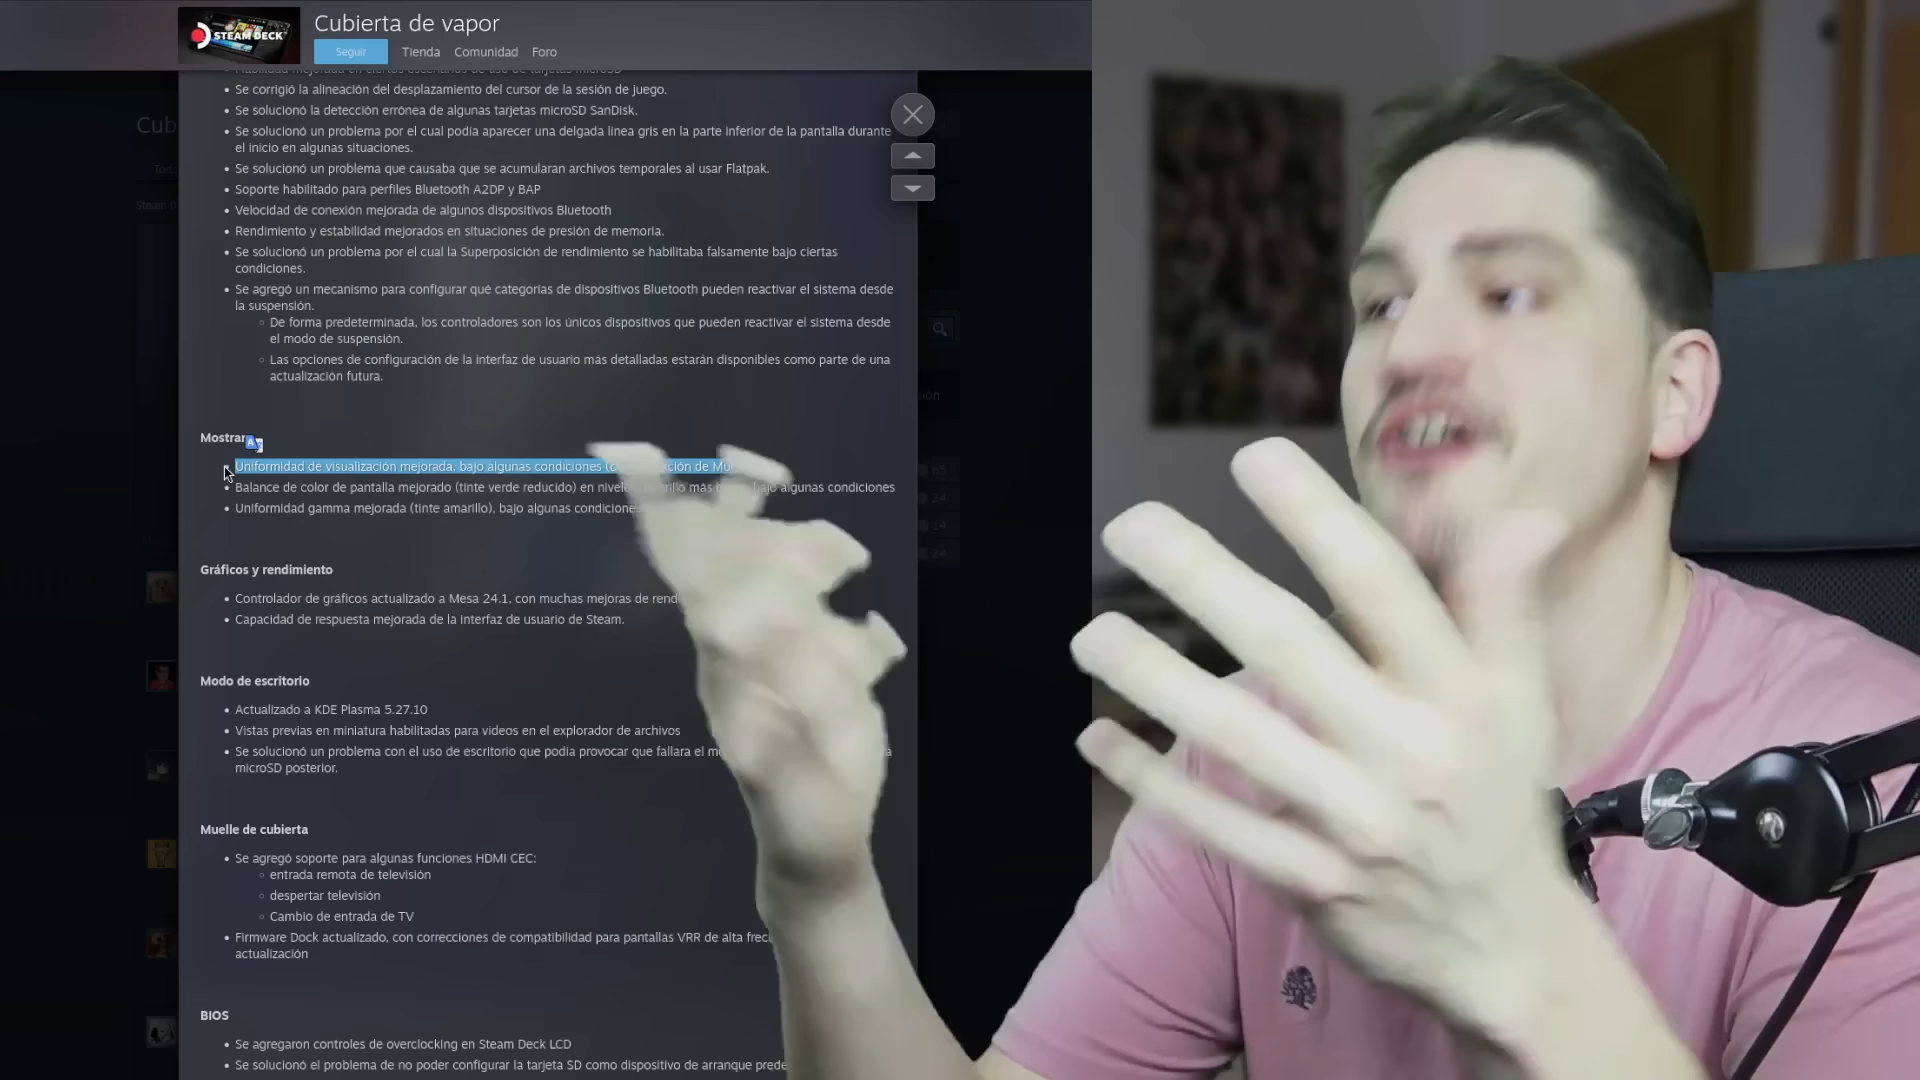 STEAM DECK
Cubierta de vapor
Seguir
Tienda
Comunidad
Foro
Cub
Fiabilidad mejorada en ciertos escenarios de uso de tarjetas microSD
• Se corrigió la alineación del desplazamiento del cursor de la sesión de juego.
• Se solucionó la detección errónea de algunas tarjetas microSD SanDisk.
• Se solucionó un problema por el cual podía aparecer una delgada línea gris en la parte inferior de la pantalla durante
el inicio en algunas situaciones.
• Se solucionó un problema que causaba que se acumularan archivos temporales al usar Flatpak.
• Soporte habilitado para perfiles Bluetooth A2DP y BAP
• Velocidad de conexión mejorada de algunos dispositivos Bluetooth
• Rendimiento y estabilidad mejorados en situaciones de presión de memoria.
• Se solucionó un problema por el cual la Superposición de rendimiento se habilitaba falsamente bajo ciertas
condiciones.
• Se agregó un mecanismo para configurar qué categorías de dispositivos Bluetooth pueden reactivar el sistema desde
la suspensión.
◦ De forma predeterminada, los controladores son los únicos dispositivos que pueden reactivar el sistema desde
el modo de suspensión.
◦ Las opciones de configuración de la interfaz de usuario más detalladas estarán disponibles como parte de una
actualización futura.
Mostrar
• Uniformidad de visualización mejorada, bajo algunas condiciones
• Balance de color de pantalla mejorado (tinte verde reducido) en algunas condiciones
• Uniformidad gamma mejorada (tinte amarillo), bajo algunas condiciones
Gráficos y rendimiento
• Controlador de gráficos actualizado a Mesa 24.1, con muchas mejoras de
• Capacidad de respuesta mejorada de la interfaz de usuario de Steam.
Modo de escritorio
• Actualizado a KDE Plasma 5.27.10
• Vistas previas en miniatura habilitadas para videos en el explorador de archivos
• Se solucionó un problema con el uso de escritorio que podía provocar que fallara el
microSD posterior.
Muelle de cubierta
• Se agregó soporte para algunas funciones HDMI CEC:
◦ entrada remota de televisión
◦ despertar televisión
◦ Cambio de entrada de TV
• Firmware Dock actualizado, con correcciones de compatibilidad para pantallas VRR de alta
actualización
BIOS
• Se agregaron controles de overclocking en Steam Deck LCD
• Se solucionó el problema de no poder configurar la tarjeta SD como dispositivo de arranque